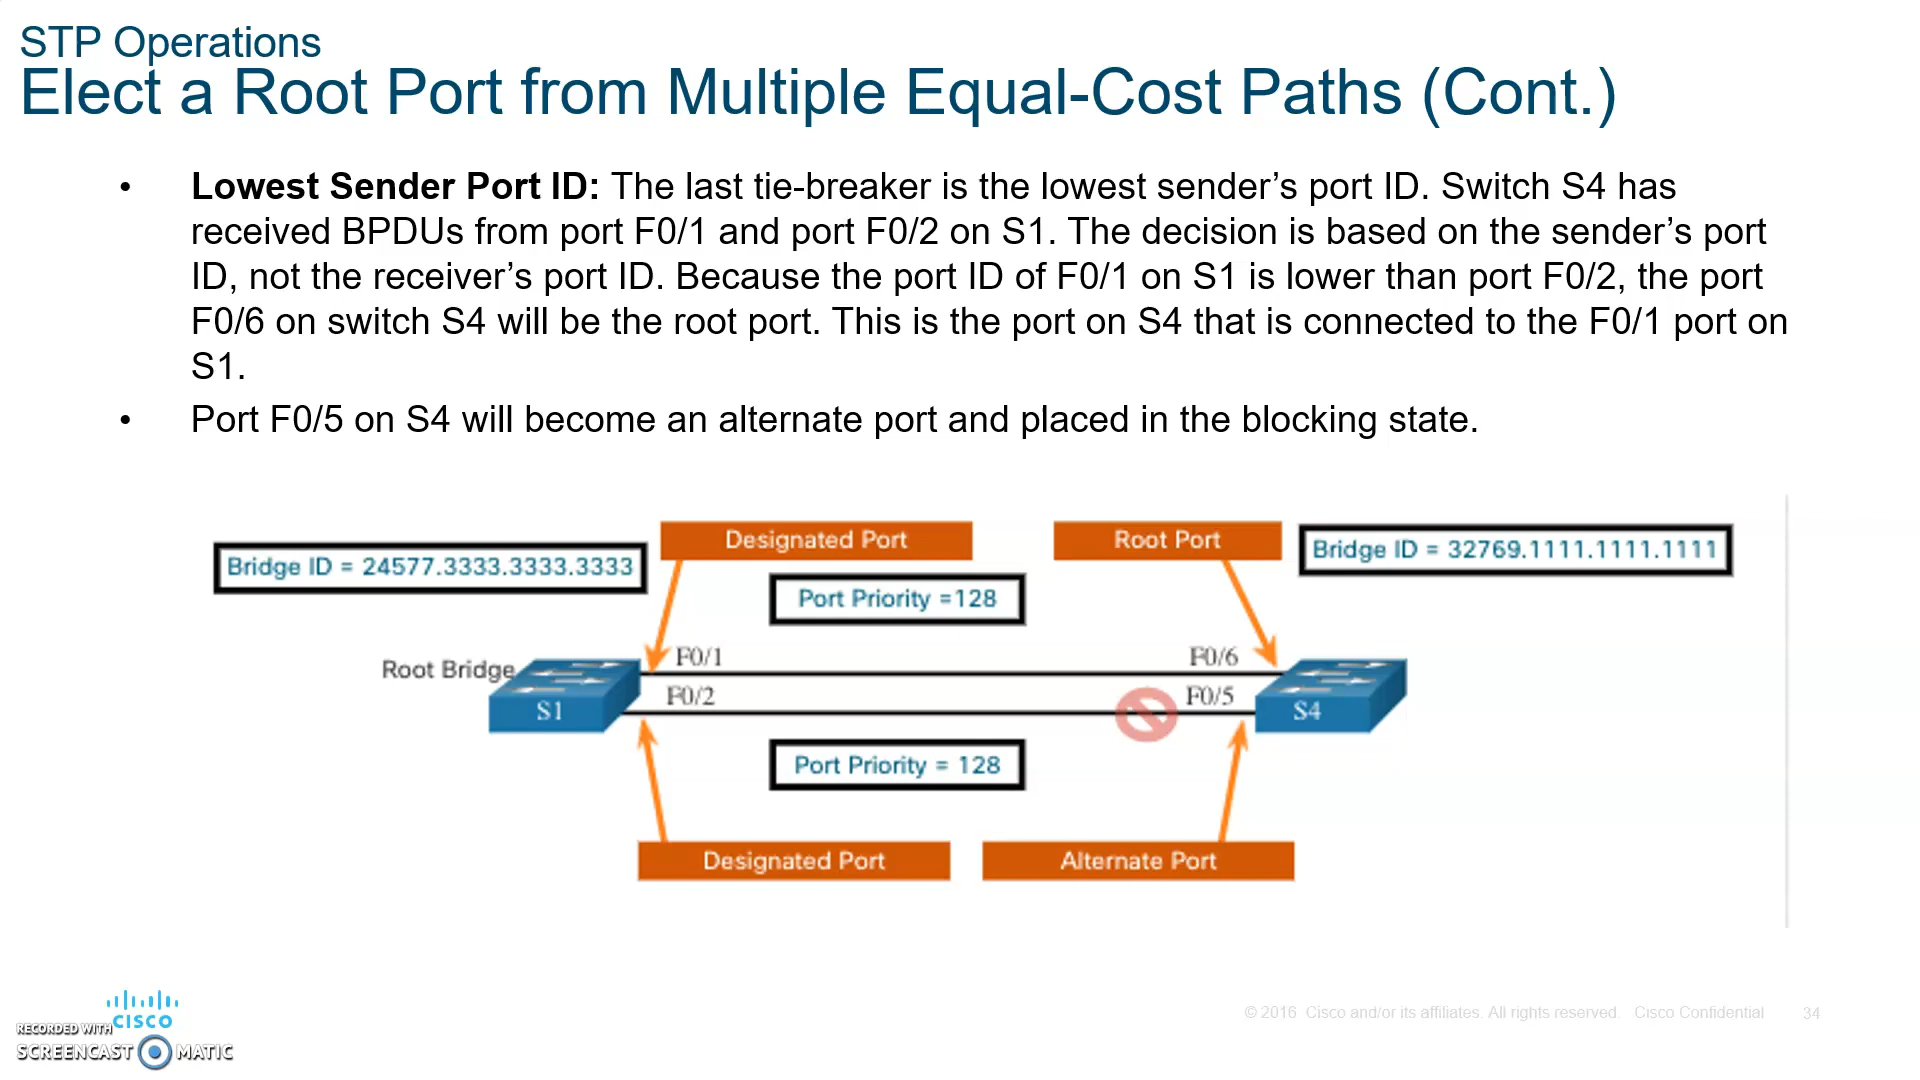 STP Operations
Elect a Root Port from Multiple Equal-Cost Paths (Cont.)
• Lowest Sender Port ID: The last tie-breaker is the lowest sender’s port ID. Switch S4 has
received BPDUs from port F0/1 and port F0/2 on S1. The decision is based on the sender’s port
ID, not the receiver’s port ID. Because the port ID of F0/1 on S1 is lower than port F0/2, the port
F0/6 on switch S4 will be the root port. This is the port on S4 that is connected to the F0/1 port on
S1.
• Port F0/5 on S4 will become an alternate port and placed in the blocking state.
Designated Port
Root Port
Bridge ID = 24577.3333.3333.3333
Bridge ID = 32769.1111.1111.1111
Port Priority =128
Root Bridge
F0/1
F0/6
F0/2
F0/5
S1
S4
Port Priority = 128
Designated Port
Alternate Port
CISCO
RECORDED WITH
SCREENCAST MATIC
© 2016 Cisco and/or its affiliates. All rights reserved. Cisco Confidential
34